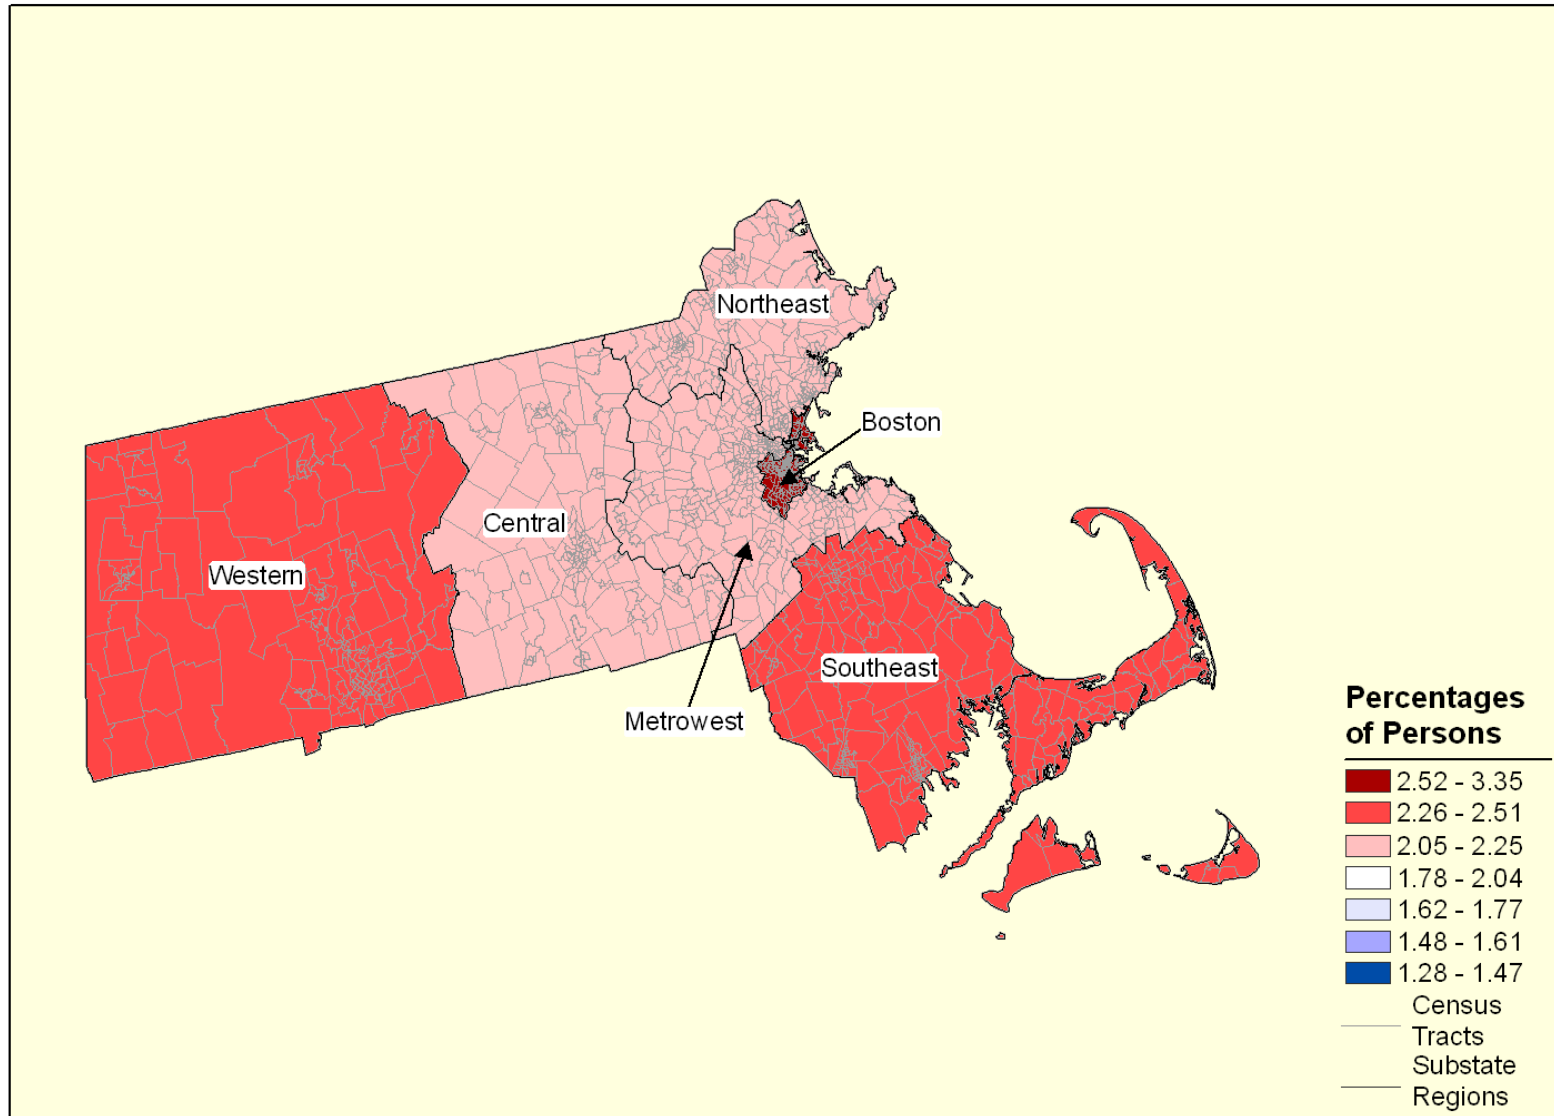 Northeast
Boston
Central
Western
Southeast
Metrowest
Percentages
of Persons
2.52 - 3.35
2.26 - 2.51
2.05 - 2.25
1.78 - 2.04
1.62 - 1.77
1.48 - 1.61
1.28 - 1.47
Census
Tracts
Substate
Regions